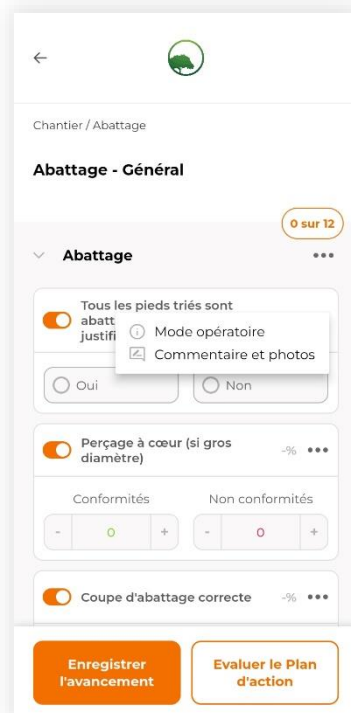 Chantier / Abattage
Abattage - Général
0 sur 12
Abattage
Tous les pieds triés sont
abatt
justifi
Mode opératoire
Commentaire et photos
Oui
Non
Perçage à cœur (si gros
diamètre)
-%
Conformités
Non conformités
- 0 +
- 0 +
Coupe d'abattage correcte
-%
Enregistrer
l'avancement
Evaluer le Plan
d'action